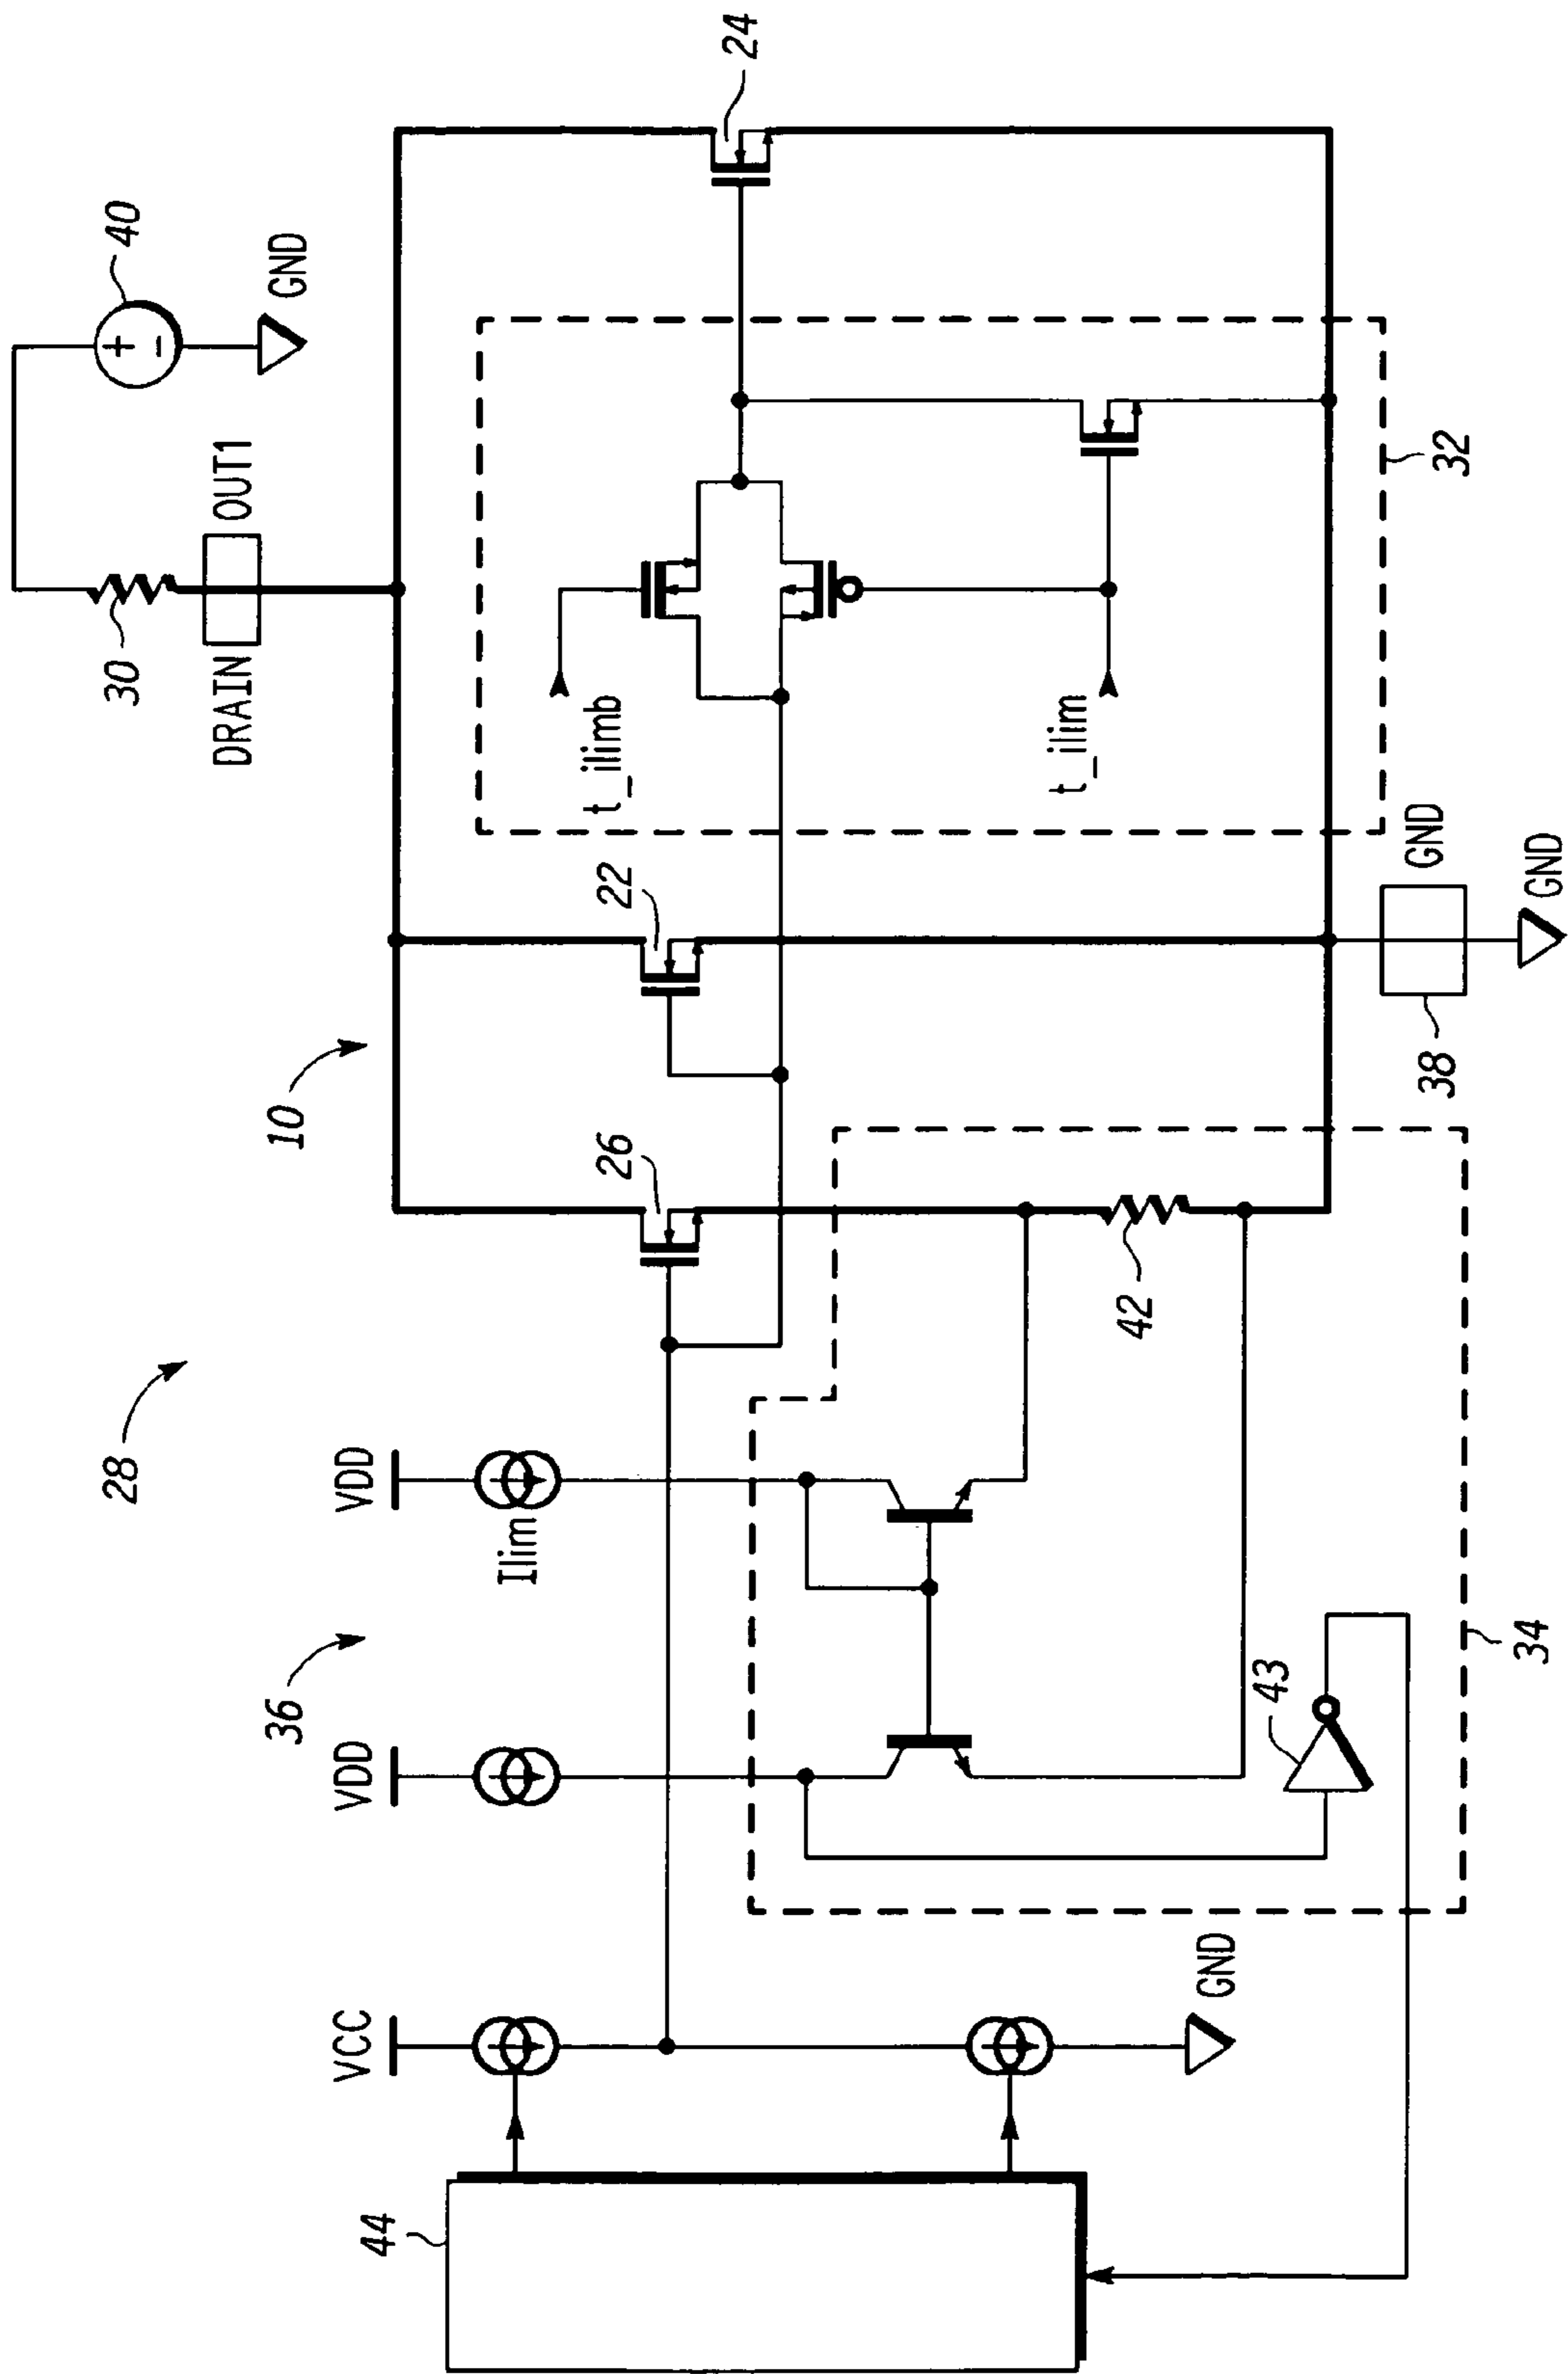 28
10
36
30
40
GND
DRAIN
OUT1
VCC
VDD
VDD
Ilim
44
26
22
24
t_ilimb
t_ilim
42
43
GND
32
34
38
GND
GND
+
-